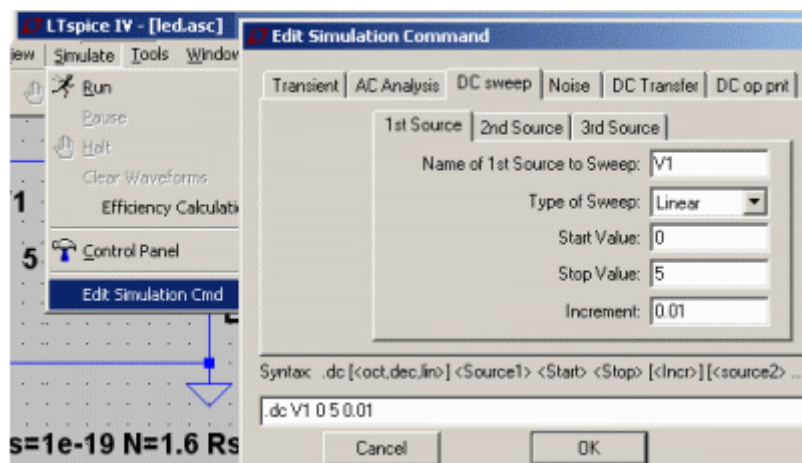 LTspice IV - [led.asc]
iew Simulate Tools Window
Run
Pause
Halt
Clear Waveforms
Efficiency Calculati
Control Panel
Edit Simulation Cmd
1
5
s=1e-19 N=1.6 Rs
Edit Simulation Command
Transient AC Analysis DC sweep Noise DC Transfer DC op pnt
1st Source 2nd Source 3rd Source
Name of 1st Source to Sweep: V1
Type of Sweep: Linear
Start Value: 0
Stop Value: 5
Increment: 0.01
Syntax: .dc [<oct,dec,lin>] <Source1> <Start> <Stop> [<Incr>] [<source2> ...
.dc V1 0 5 0.01
Cancel OK